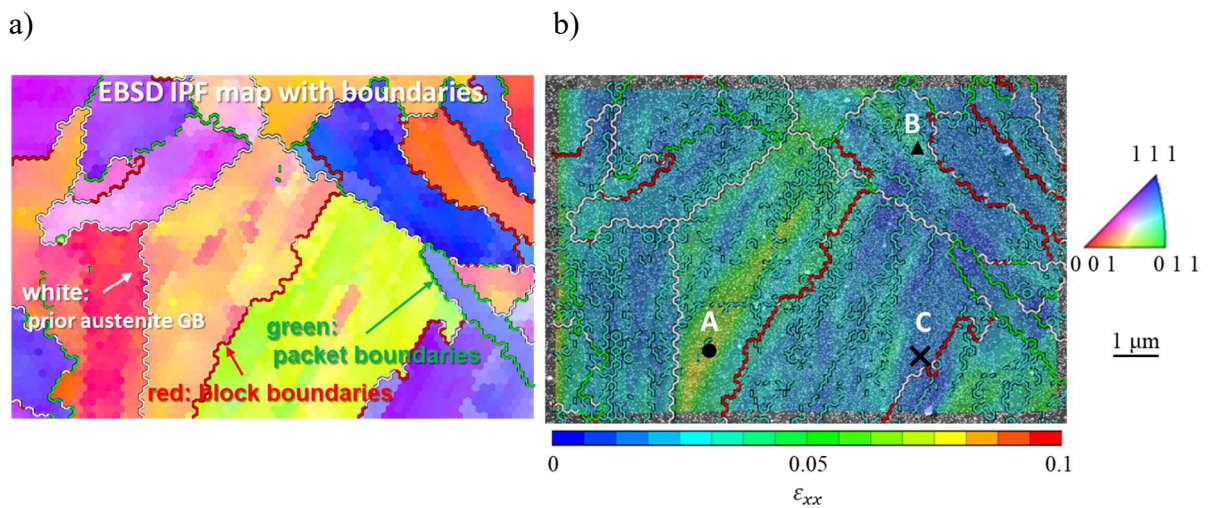 a)
b)
EBSD IPF map with boundaries
white:
prior austenite GB
green:
packet boundaries
red: block boundaries
A
B
C
1 1 1
0 0 1
0 1 1
1 μm
0
0.05
0.1
εxx